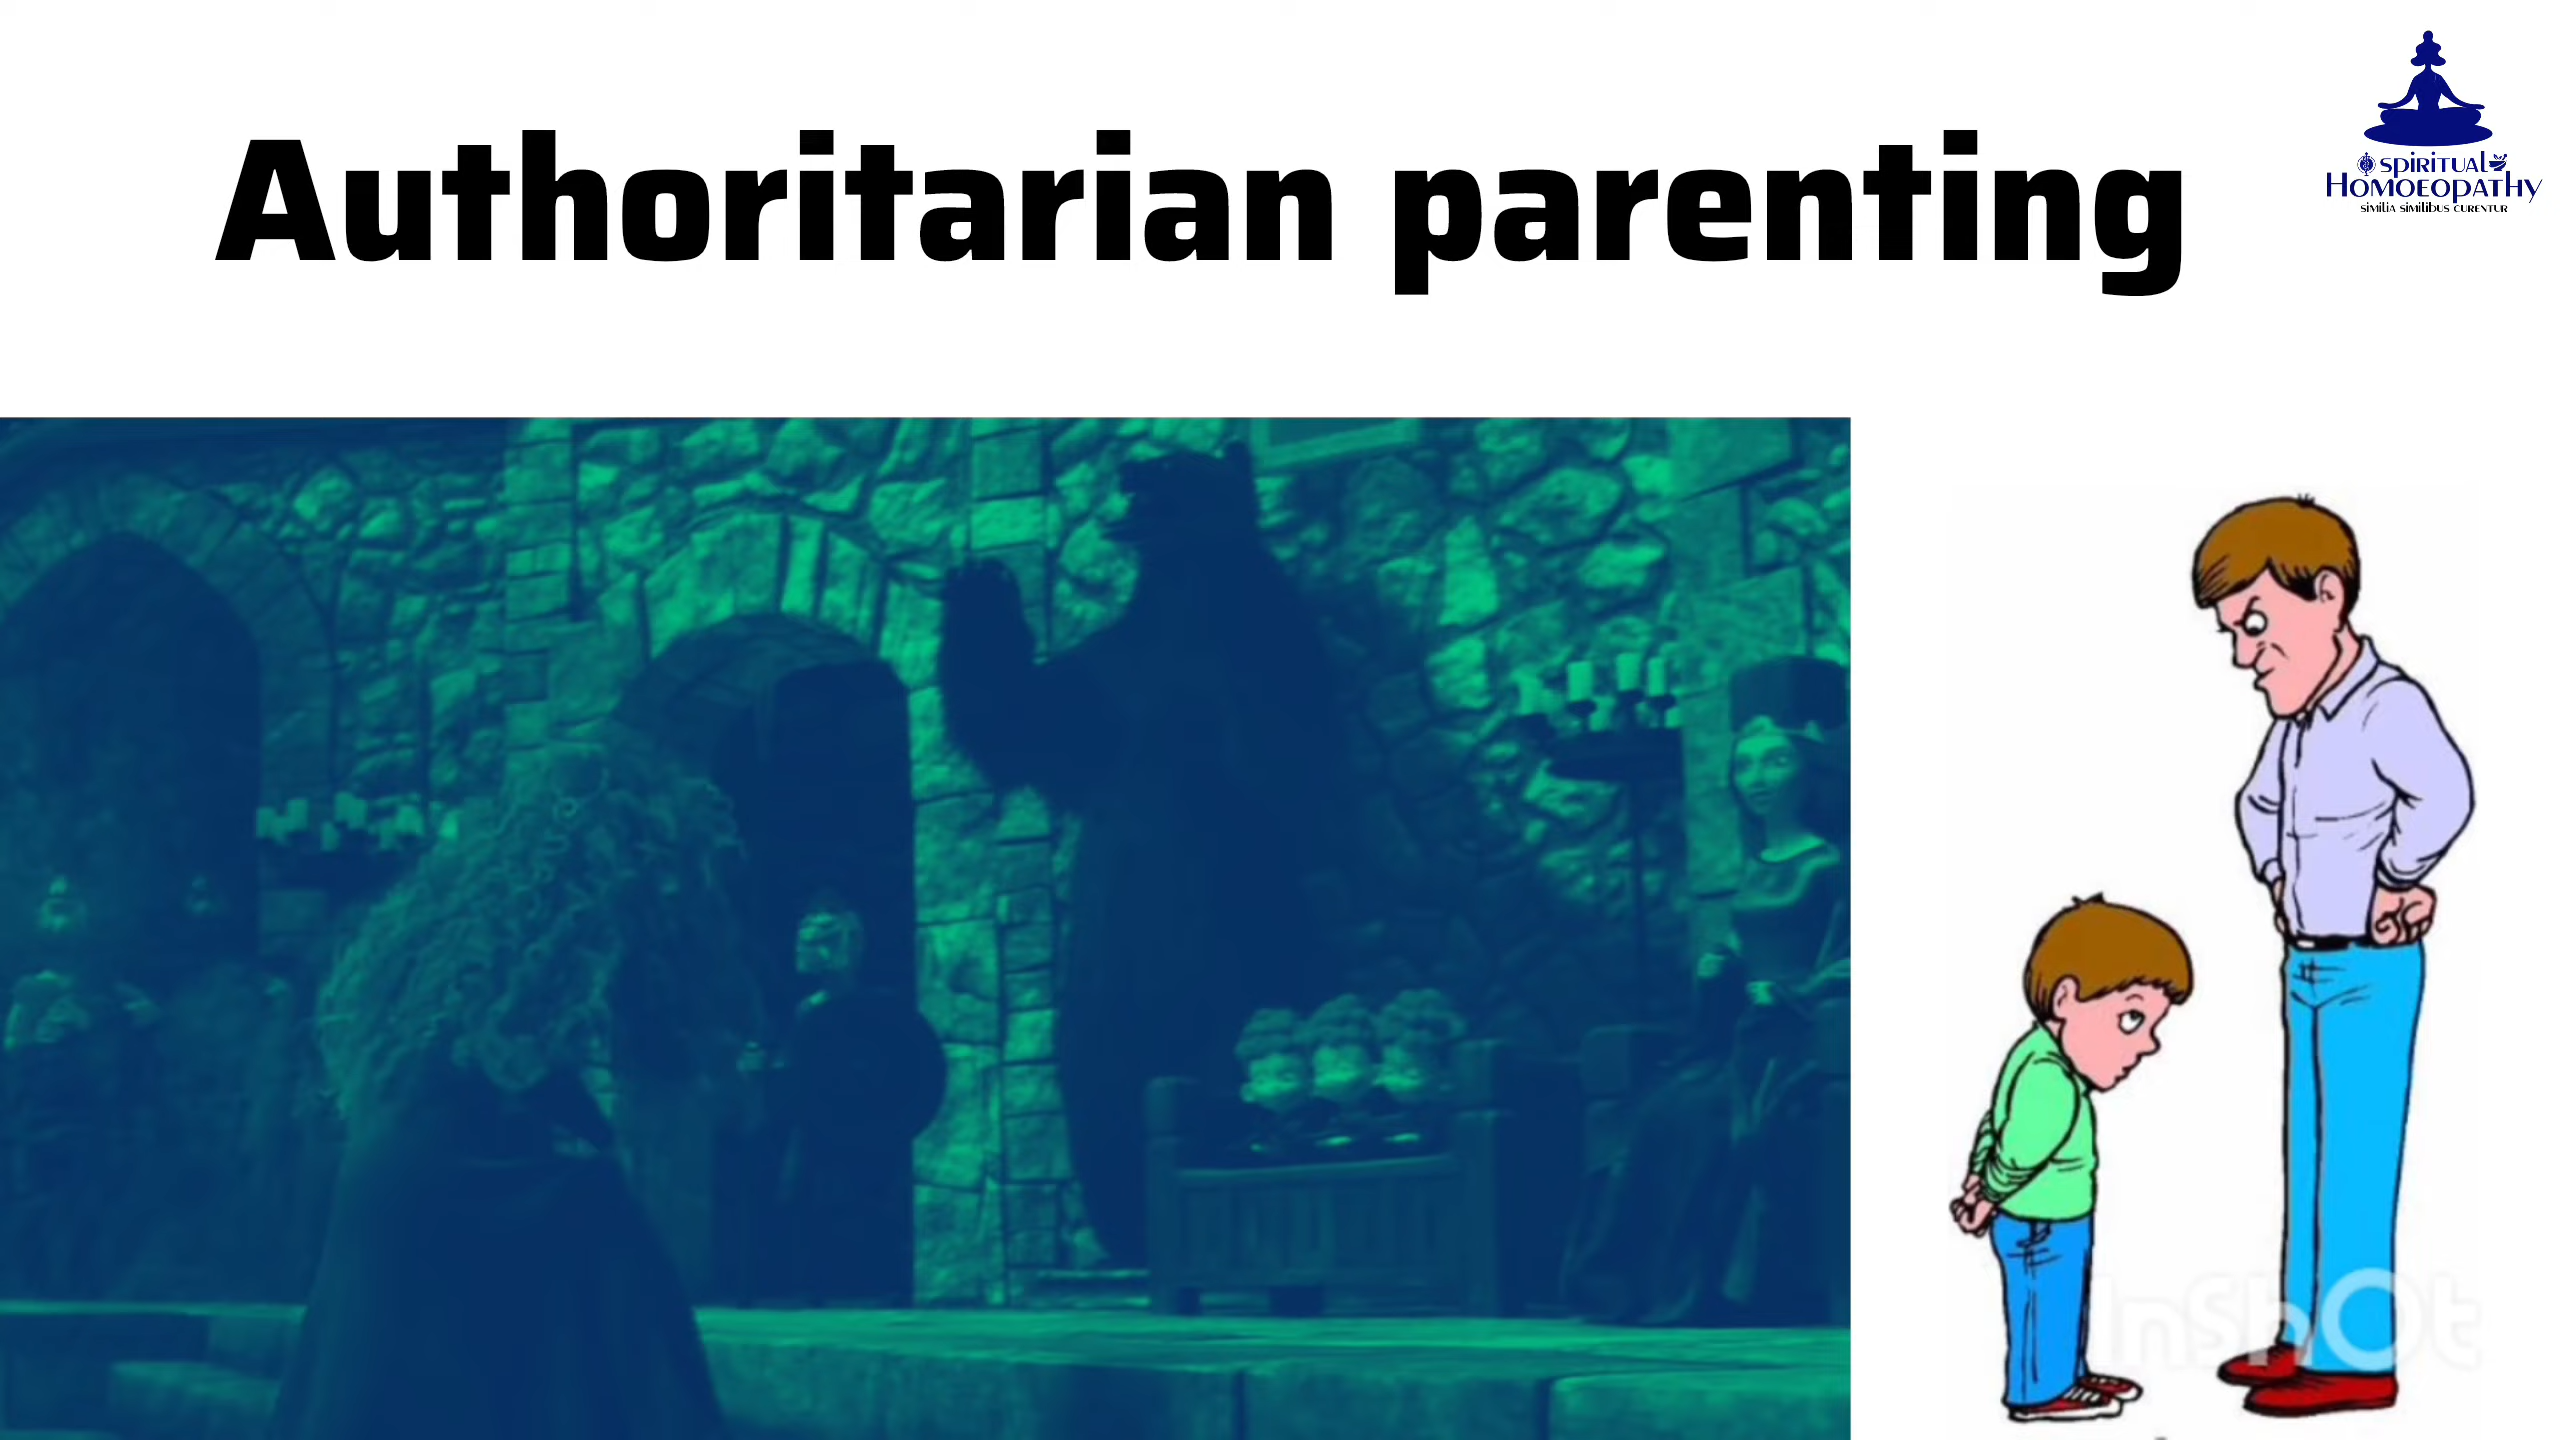 Authoritarian parenting
spiritual
HOMOEOPATHY
similia similibus curentur
InShOt